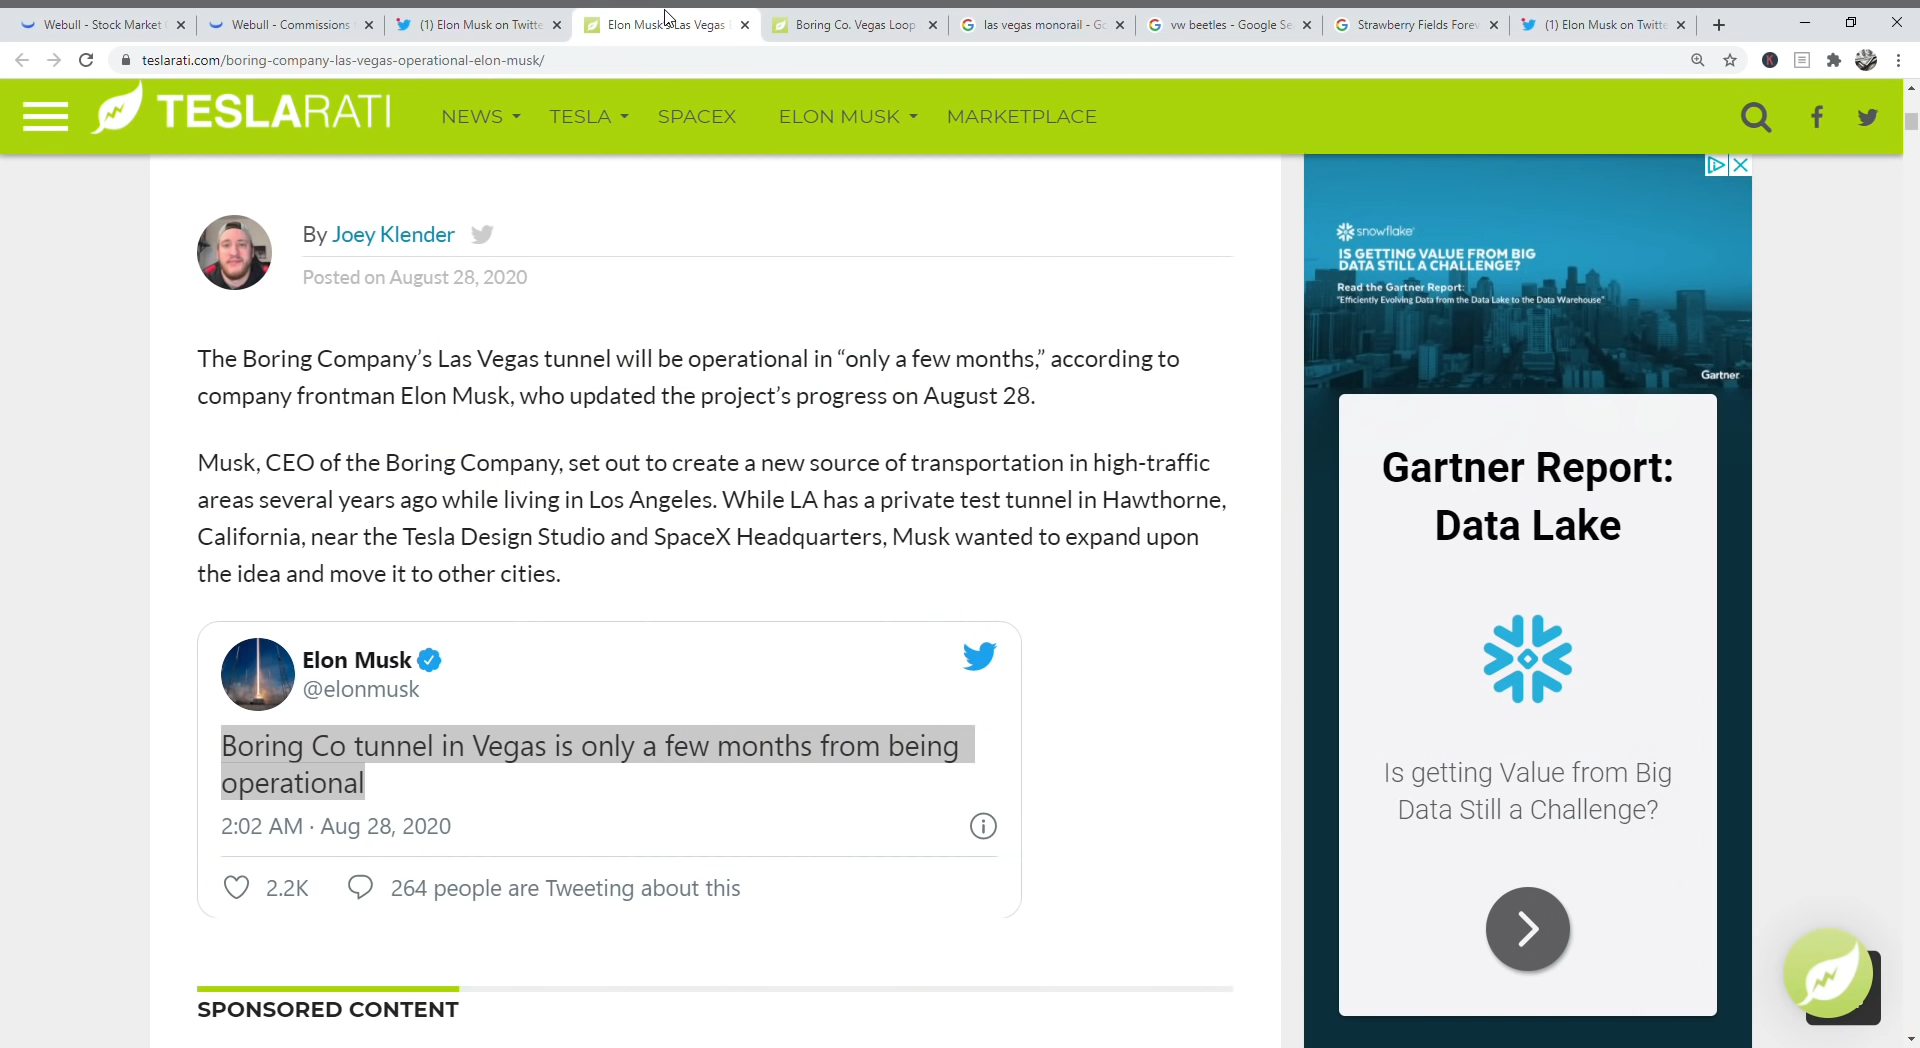 Webull - Stock Market
Webull - Commissions
(1) Elon Musk on Twitte
Elon Musk's Las Vegas
Boring Co. Vegas Loop
las vegas monorail - Go
vw beetles - Google Se
Strawberry Fields Forev
(1) Elon Musk on Twitte
teslarati.com/boring-company-las-vegas-operational-elon-musk/
TESLARATI
NEWS
TESLA
SPACEX
ELON MUSK
MARKETPLACE
By Joey Klender
Posted on August 28, 2020
The Boring Company’s Las Vegas tunnel will be operational in “only a few months,” according to
company frontman Elon Musk, who updated the project’s progress on August 28.
Musk, CEO of the Boring Company, set out to create a new source of transportation in high-traffic
areas several years ago while living in Los Angeles. While LA has a private test tunnel in Hawthorne,
California, near the Tesla Design Studio and SpaceX Headquarters, Musk wanted to expand upon
the idea and move it to other cities.
Elon Musk
@elonmusk
Boring Co tunnel in Vegas is only a few months from being
operational
2:02 AM · Aug 28, 2020
2.2K
264 people are Tweeting about this
SPONSORED CONTENT
snowflake
IS GETTING VALUE FROM BIG
DATA STILL A CHALLENGE?
Read the Gartner Report:
"Efficiently Evolving Data from the Data Lake to the Data Warehouse"
Gartner
Gartner Report:
Data Lake
Is getting Value from Big
Data Still a Challenge?